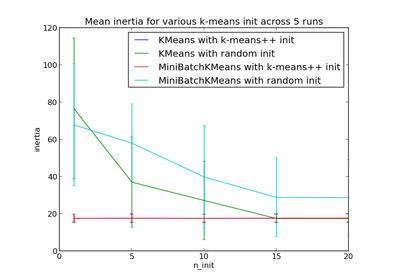 Mean inertia for various k-means init across 5 runs
120
KMeans with k-means++ init
KMeans with random init
MiniBatchKMeans with k-means++ init
MiniBatchKMeans with random init
100
80
60
inertia
40
20
0
0
5
10
15
20
n_init